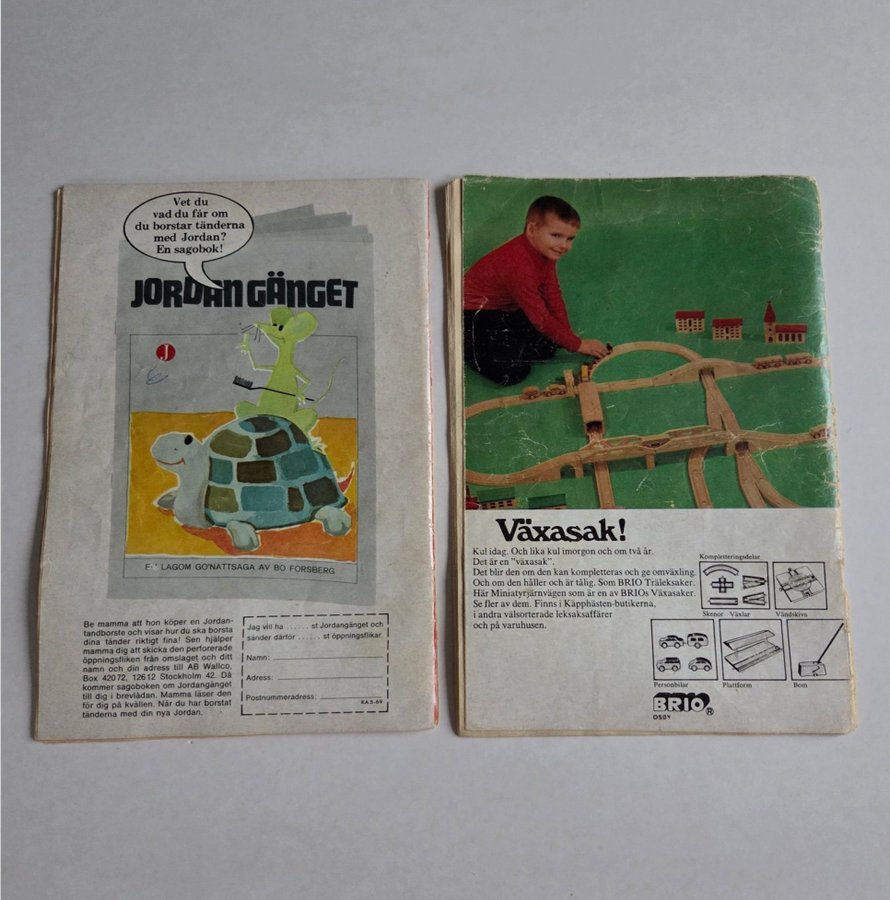 Vet du
vad du får om
du borstar tänderna
med Jordan?
En sagobok!
JORDANGÄNGET
J
LAGOM GO'NATTSAGA AV BO FORSBERG
Be mamma att hon köper en Jordan-
tandborste och visar hur du ska borsta
dina tänder riktigt fina! Sen hjälper
mamma dig att skicka den perforerade
öppningsfliken från omslaget och ditt
namn och din adress till AB Wallco,
Box 42072, 12612 Stockholm 42. Då
kommer sagoboken om Jordangänget
till dig i brevlådan. Mamma läser den
för dig på kvällen. När du har borstat
tänderna med din nya Jordan.
Jag vill ha ...... st Jordangänget och
sänder därför ...... st öppningsflikar.
Namn:
Adress:
Postnummeradress:
KA 5-69
Växasak!
Kul idag. Och lika kul imorgon och om två år.
Det är en "växasak".
Det blir den om den kan kompletteras och ge omväxling.
Och om den håller och är tålig. Som BRIO Träleksaker.
Här Miniatyrjärnvägen som är en av BRIOs Växasaker.
Se fler av dem. Finns i Käpphästen-butikerna,
i andra välsorterade leksaksaffärer
och på varuhusen.
Kompletteringsdelar
Skenor Växlar Vändskiva
Personbilar Plattform Bom
BRIO®
OSBY